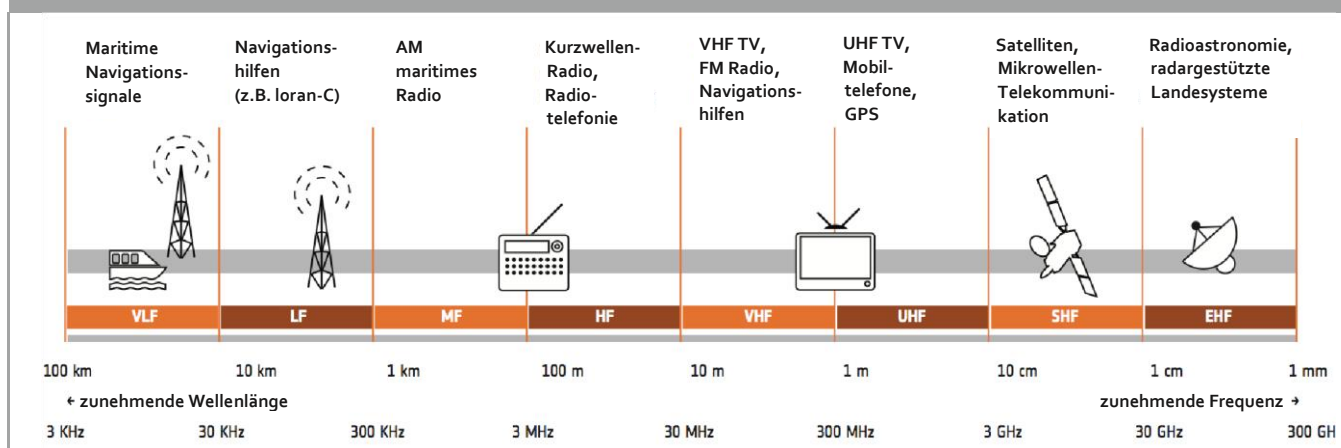 Maritime
Navigations-
signale
Navigations-
hilfen
(z.B. loran-C)
AM
maritimes
Radio
Kurzwellen-
Radio,
Radio-
telefonie
VHF TV,
FM Radio,
Navigations-
hilfen
UHF TV,
Mobil-
telefone,
GPS
Satelliten,
Mikrowellen-
Telekommuni-
kation
Radioastronomie,
radargestützte
Landesysteme
VLF LF MF HF VHF UHF SHF EHF
100 km 10 km 1 km 100 m 10 m 1 m 10 cm 1 cm 1 mm
← zunehmende Wellenlänge zunehmende Frequenz →
3 KHz 30 KHz 300 KHz 3 MHz 30 MHz 300 MHz 3 GHz 30 GHz 300 GH